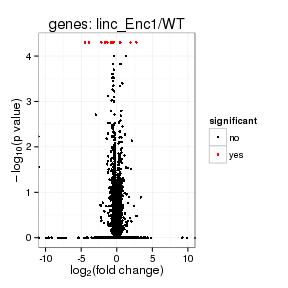 genes: linc_Enc1/WT
−log10(p value)
4
3
2
1
0
-10 -5 0 5 10
log2(fold change)
significant
no
yes